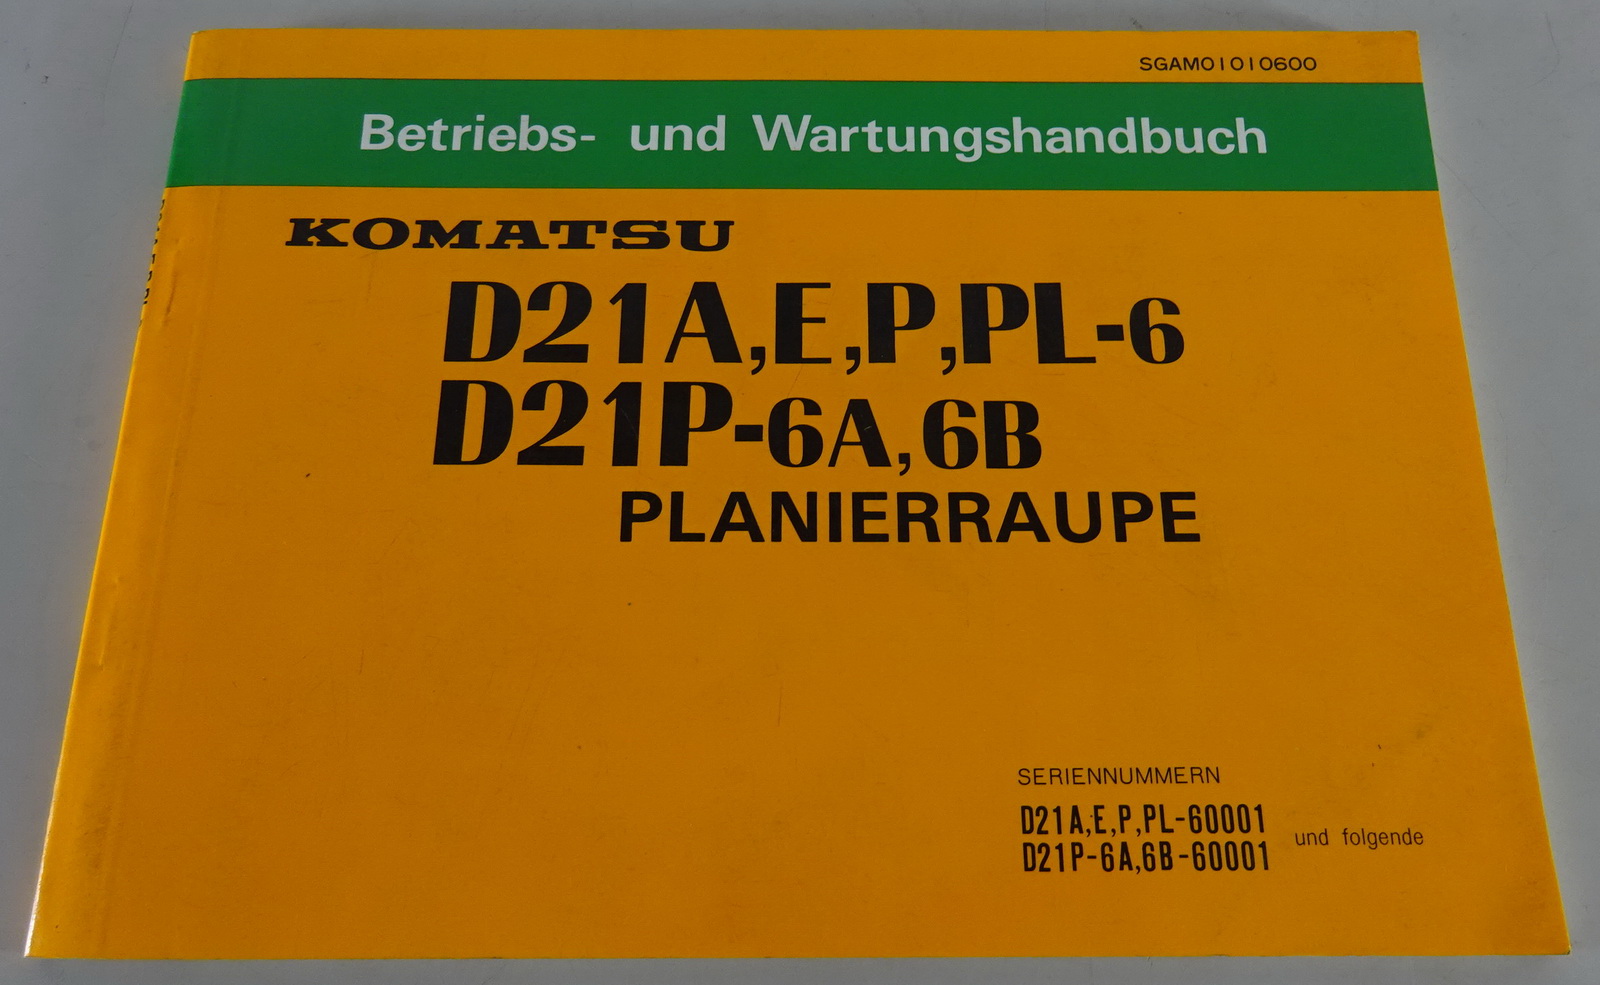 SGAM01010600
Betriebs- und Wartungshandbuch
KOMATSU
D21A,E,P,PL-6
D21P-6A,6B
PLANIERRAUPE
SERIENNUMMERN
D21A,E,P,PL-60001
D21P-6A,6B-60001
und folgende